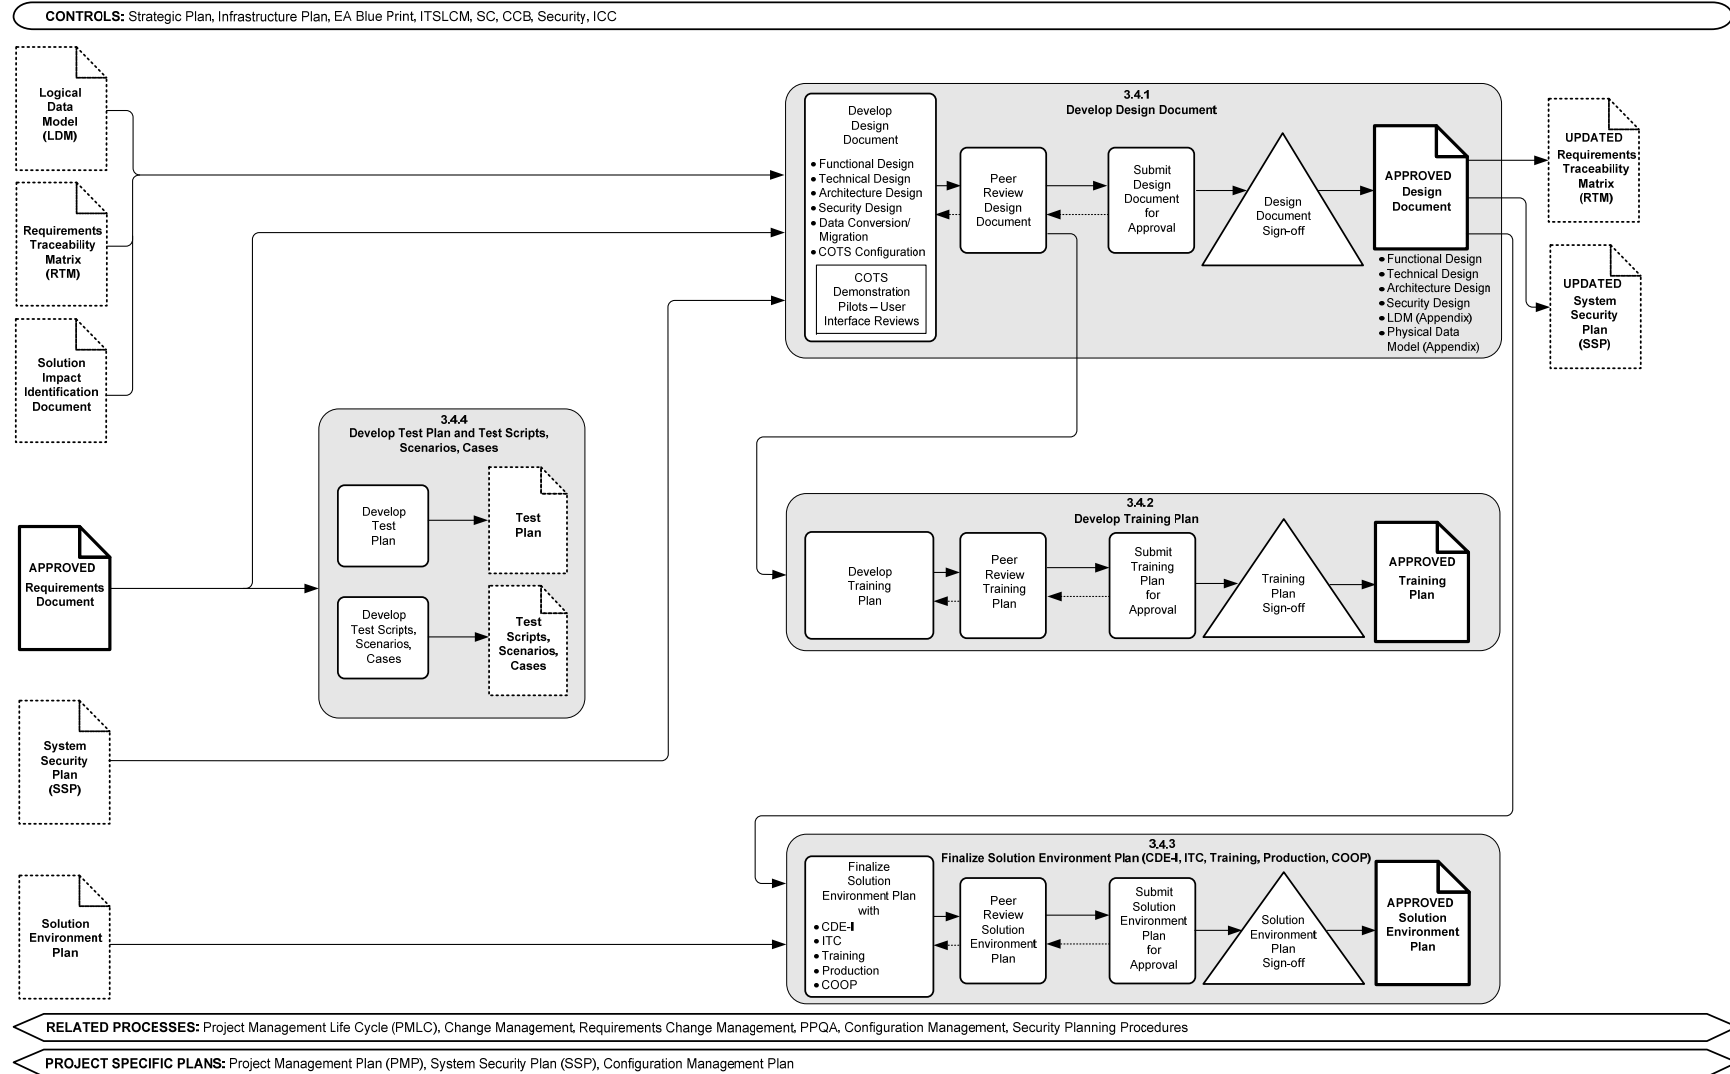 CONTROLS: Strategic Plan, Infrastructure Plan, EA Blue Print, ITSLCM, SC, CCB, Security, ICC
Logical
Data
Model
(LDM)
Requirements
Traceability
Matrix
(RTM)
Solution
Impact
Identification
Document
APPROVED
Requirements
Document
System
Security
Plan
(SSP)
Solution
Environment
Plan
3.4.4
Develop Test Plan and Test Scripts,
Scenarios, Cases
Develop
Test
Plan
Test
Plan
Develop
Test Scripts,
Scenarios,
Cases
Test
Scripts,
Scenarios,
Cases
3.4.1
Develop Design Document
Develop
Design
Document
• Functional Design
• Technical Design
• Architecture Design
• Security Design
• Data Conversion/
Migration
• COTS Configuration
COTS
Demonstration
Pilots – User
Interface Reviews
Peer
Review
Design
Document
Submit
Design
Document
for
Approval
Design
Document
Sign-off
APPROVED
Design
Document
• Functional Design
• Technical Design
• Architecture Design
• Security Design
• LDM (Appendix)
• Physical Data
Model (Appendix)
UPDATED
Requirements
Traceability
Matrix
(RTM)
UPDATED
System
Security
Plan
(SSP)
3.4.2
Develop Training Plan
Develop
Training
Plan
Peer
Review
Training
Plan
Submit
Training
Plan
for
Approval
Training
Plan
Sign-off
APPROVED
Training
Plan
3.4.3
Finalize Solution Environment Plan (CDE-I, ITC, Training, Production, COOP)
Finalize
Solution
Environment Plan
with
• CDE-I
• ITC
• Training
• Production
• COOP
Peer
Review
Solution
Environment
Plan
Submit
Solution
Environment
Plan
for
Approval
Solution
Environment
Plan
Sign-off
APPROVED
Solution
Environment
Plan
RELATED PROCESSES: Project Management Life Cycle (PMLC), Change Management, Requirements Change Management, PPQA, Configuration Management, Security Planning Procedures
PROJECT SPECIFIC PLANS: Project Management Plan (PMP), System Security Plan (SSP), Configuration Management Plan